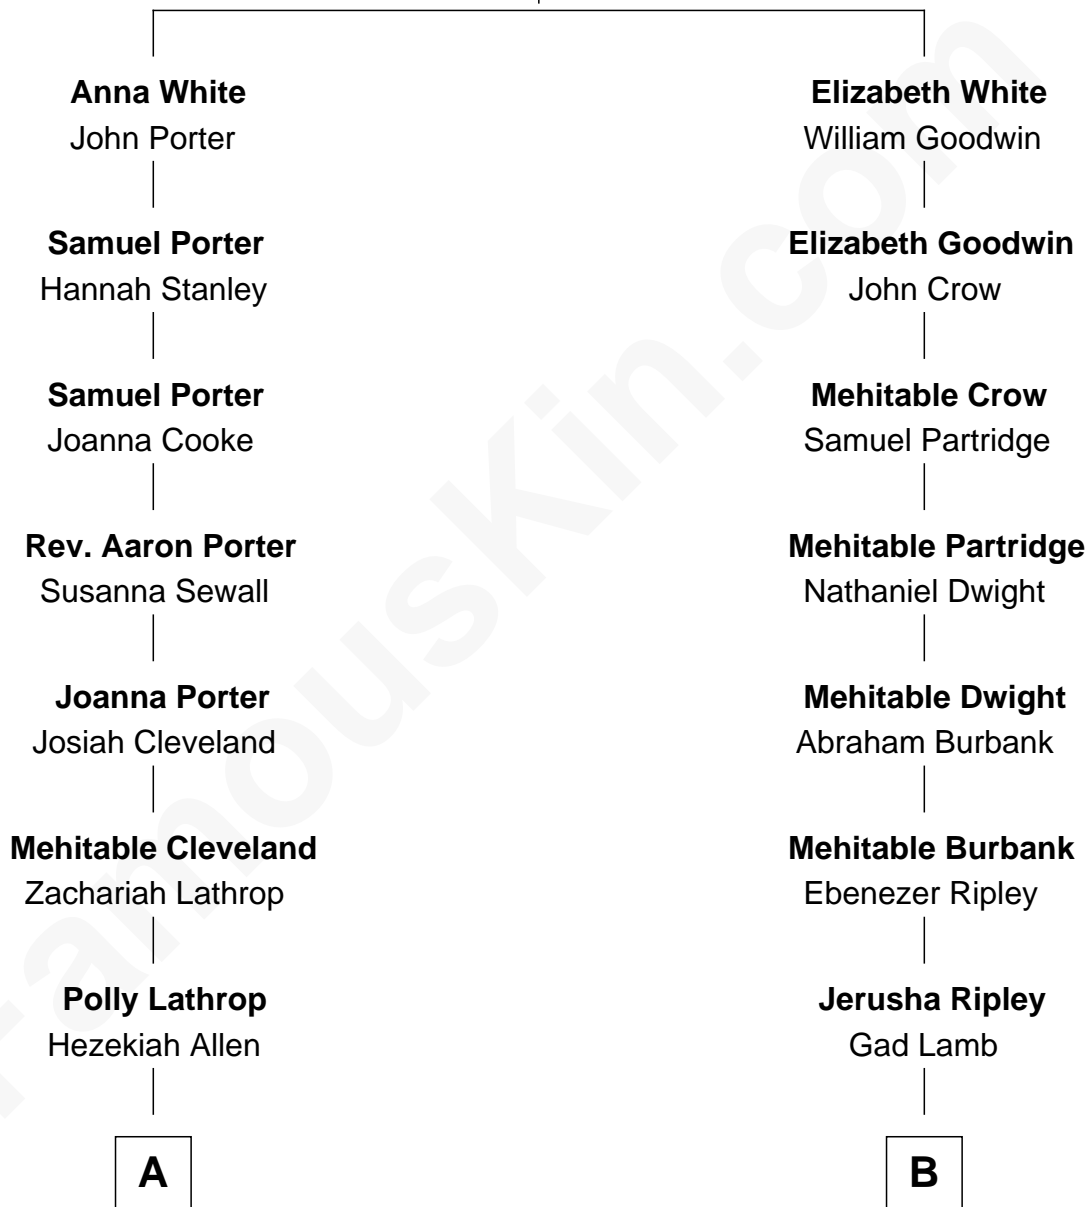 Anna White
John Porter
Samuel Porter
Hannah Stanley
Samuel Porter
Joanna Cooke
Rev. Aaron Porter
Susanna Sewall
Joanna Porter
Josiah Cleveland
Mehitable Cleveland
Zachariah Lathrop
Polly Lathrop
Hezekiah Allen
A
Elizabeth White
William Goodwin
Elizabeth Goodwin
John Crow
Mehitable Crow
Samuel Partridge
Mehitable Partridge
Nathaniel Dwight
Mehitable Dwight
Abraham Burbank
Mehitable Burbank
Ebenezer Ripley
Jerusha Ripley
Gad Lamb
B
FamousKin.com